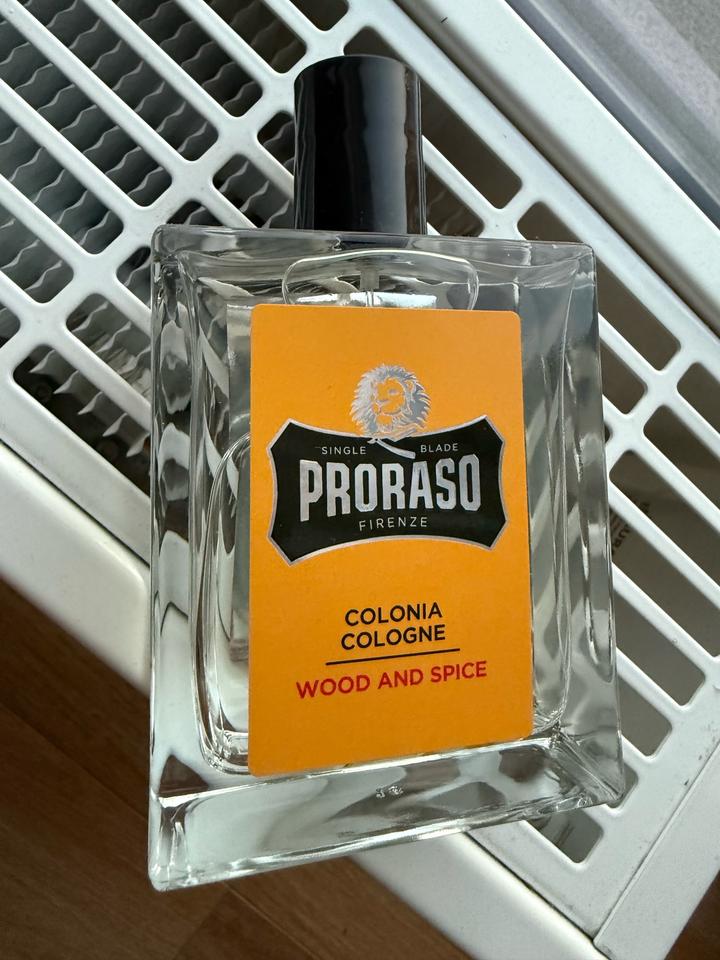 SINGLE BLADE
PRORASO
FIRENZE
COLONIA
COLOGNE
WOOD AND SPICE